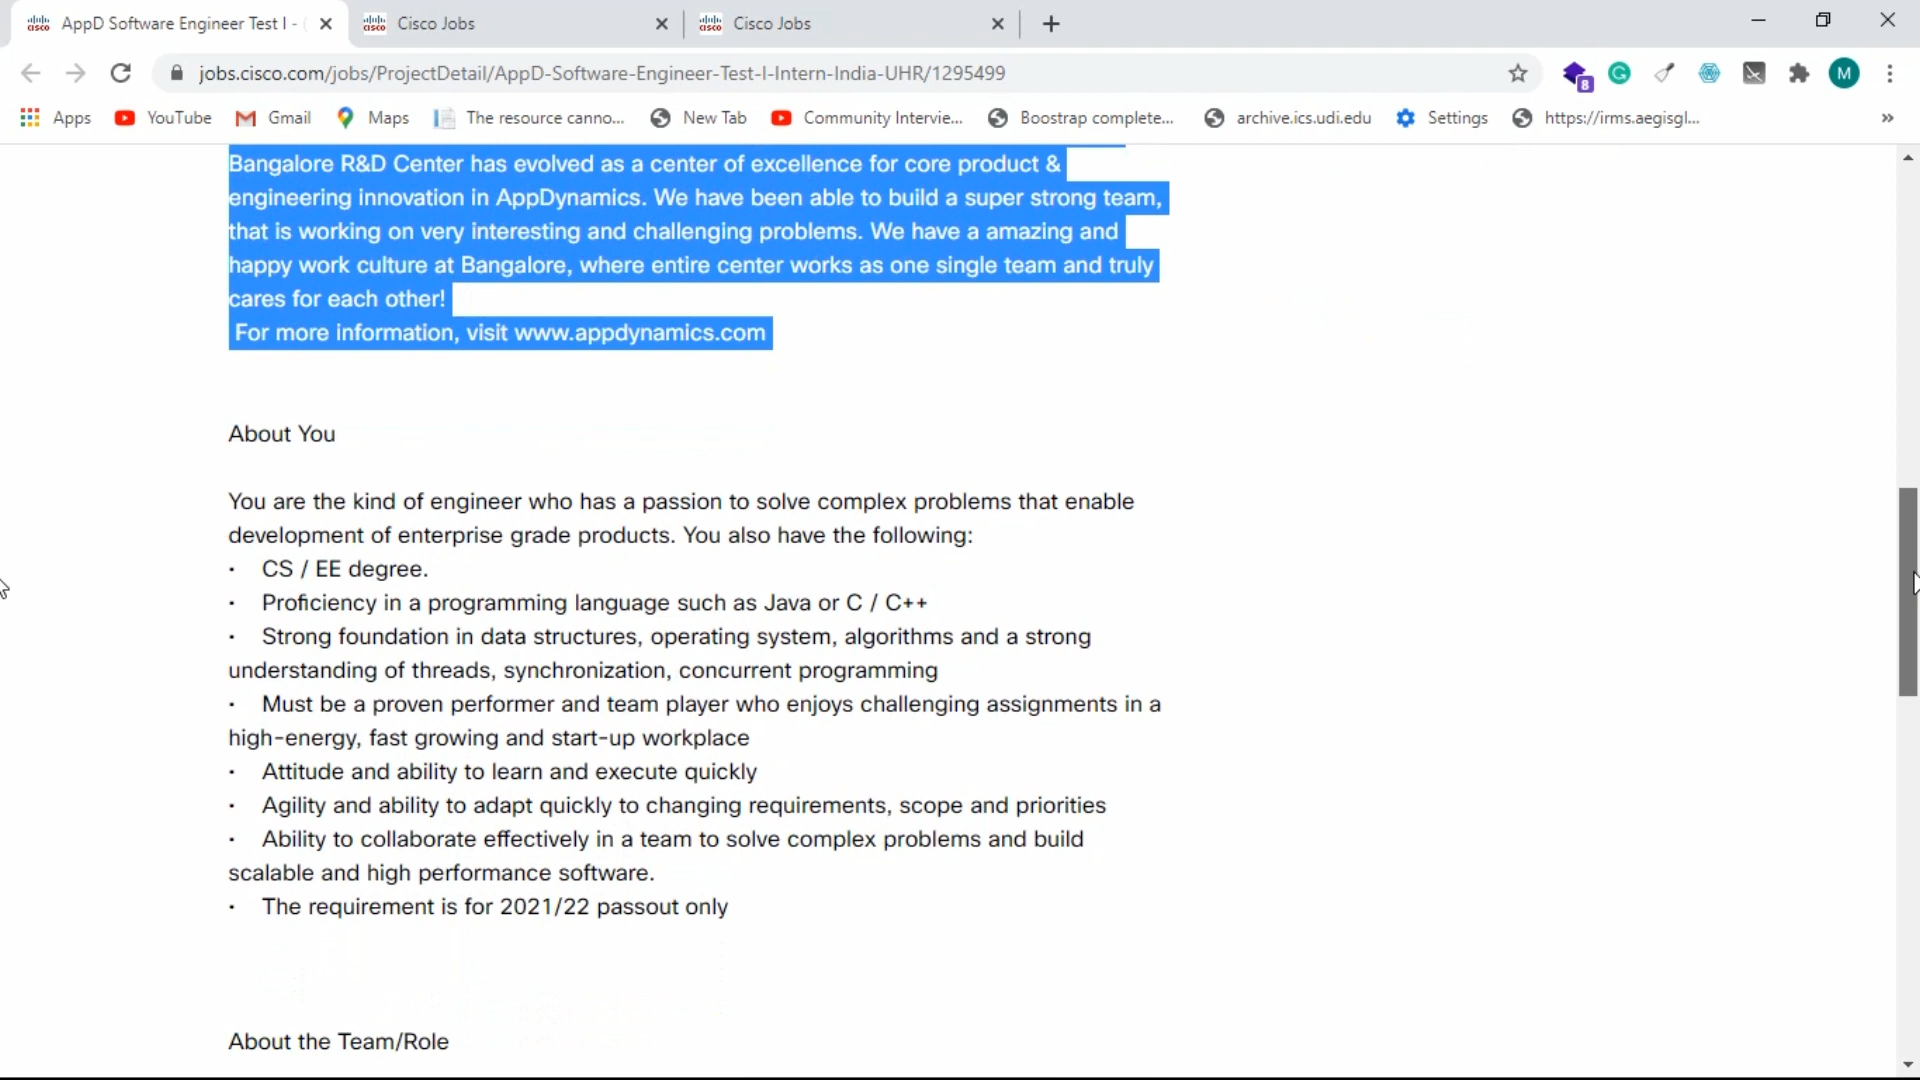 AppD Software Engineer Test I -
Cisco Jobs
Cisco Jobs
jobs.cisco.com/jobs/ProjectDetail/AppD-Software-Engineer-Test-I-Intern-India-UHR/1295499
8
M
Apps
YouTube
Gmail
Maps
The resource canno...
New Tab
Community Intervie...
Boostrap complete...
archive.ics.udi.edu
Settings
https://irms.aegisgl...
»
Bangalore R&D Center has evolved as a center of excellence for core product &
engineering innovation in AppDynamics. We have been able to build a super strong team,
that is working on very interesting and challenging problems. We have a amazing and
happy work culture at Bangalore, where entire center works as one single team and truly
cares for each other!
For more information, visit www.appdynamics.com
About You
You are the kind of engineer who has a passion to solve complex problems that enable
development of enterprise grade products. You also have the following:
· CS / EE degree.
· Proficiency in a programming language such as Java or C / C++
· Strong foundation in data structures, operating system, algorithms and a strong
understanding of threads, synchronization, concurrent programming
· Must be a proven performer and team player who enjoys challenging assignments in a
high-energy, fast growing and start-up workplace
· Attitude and ability to learn and execute quickly
· Agility and ability to adapt quickly to changing requirements, scope and priorities
· Ability to collaborate effectively in a team to solve complex problems and build
scalable and high performance software.
· The requirement is for 2021/22 passout only
About the Team/Role